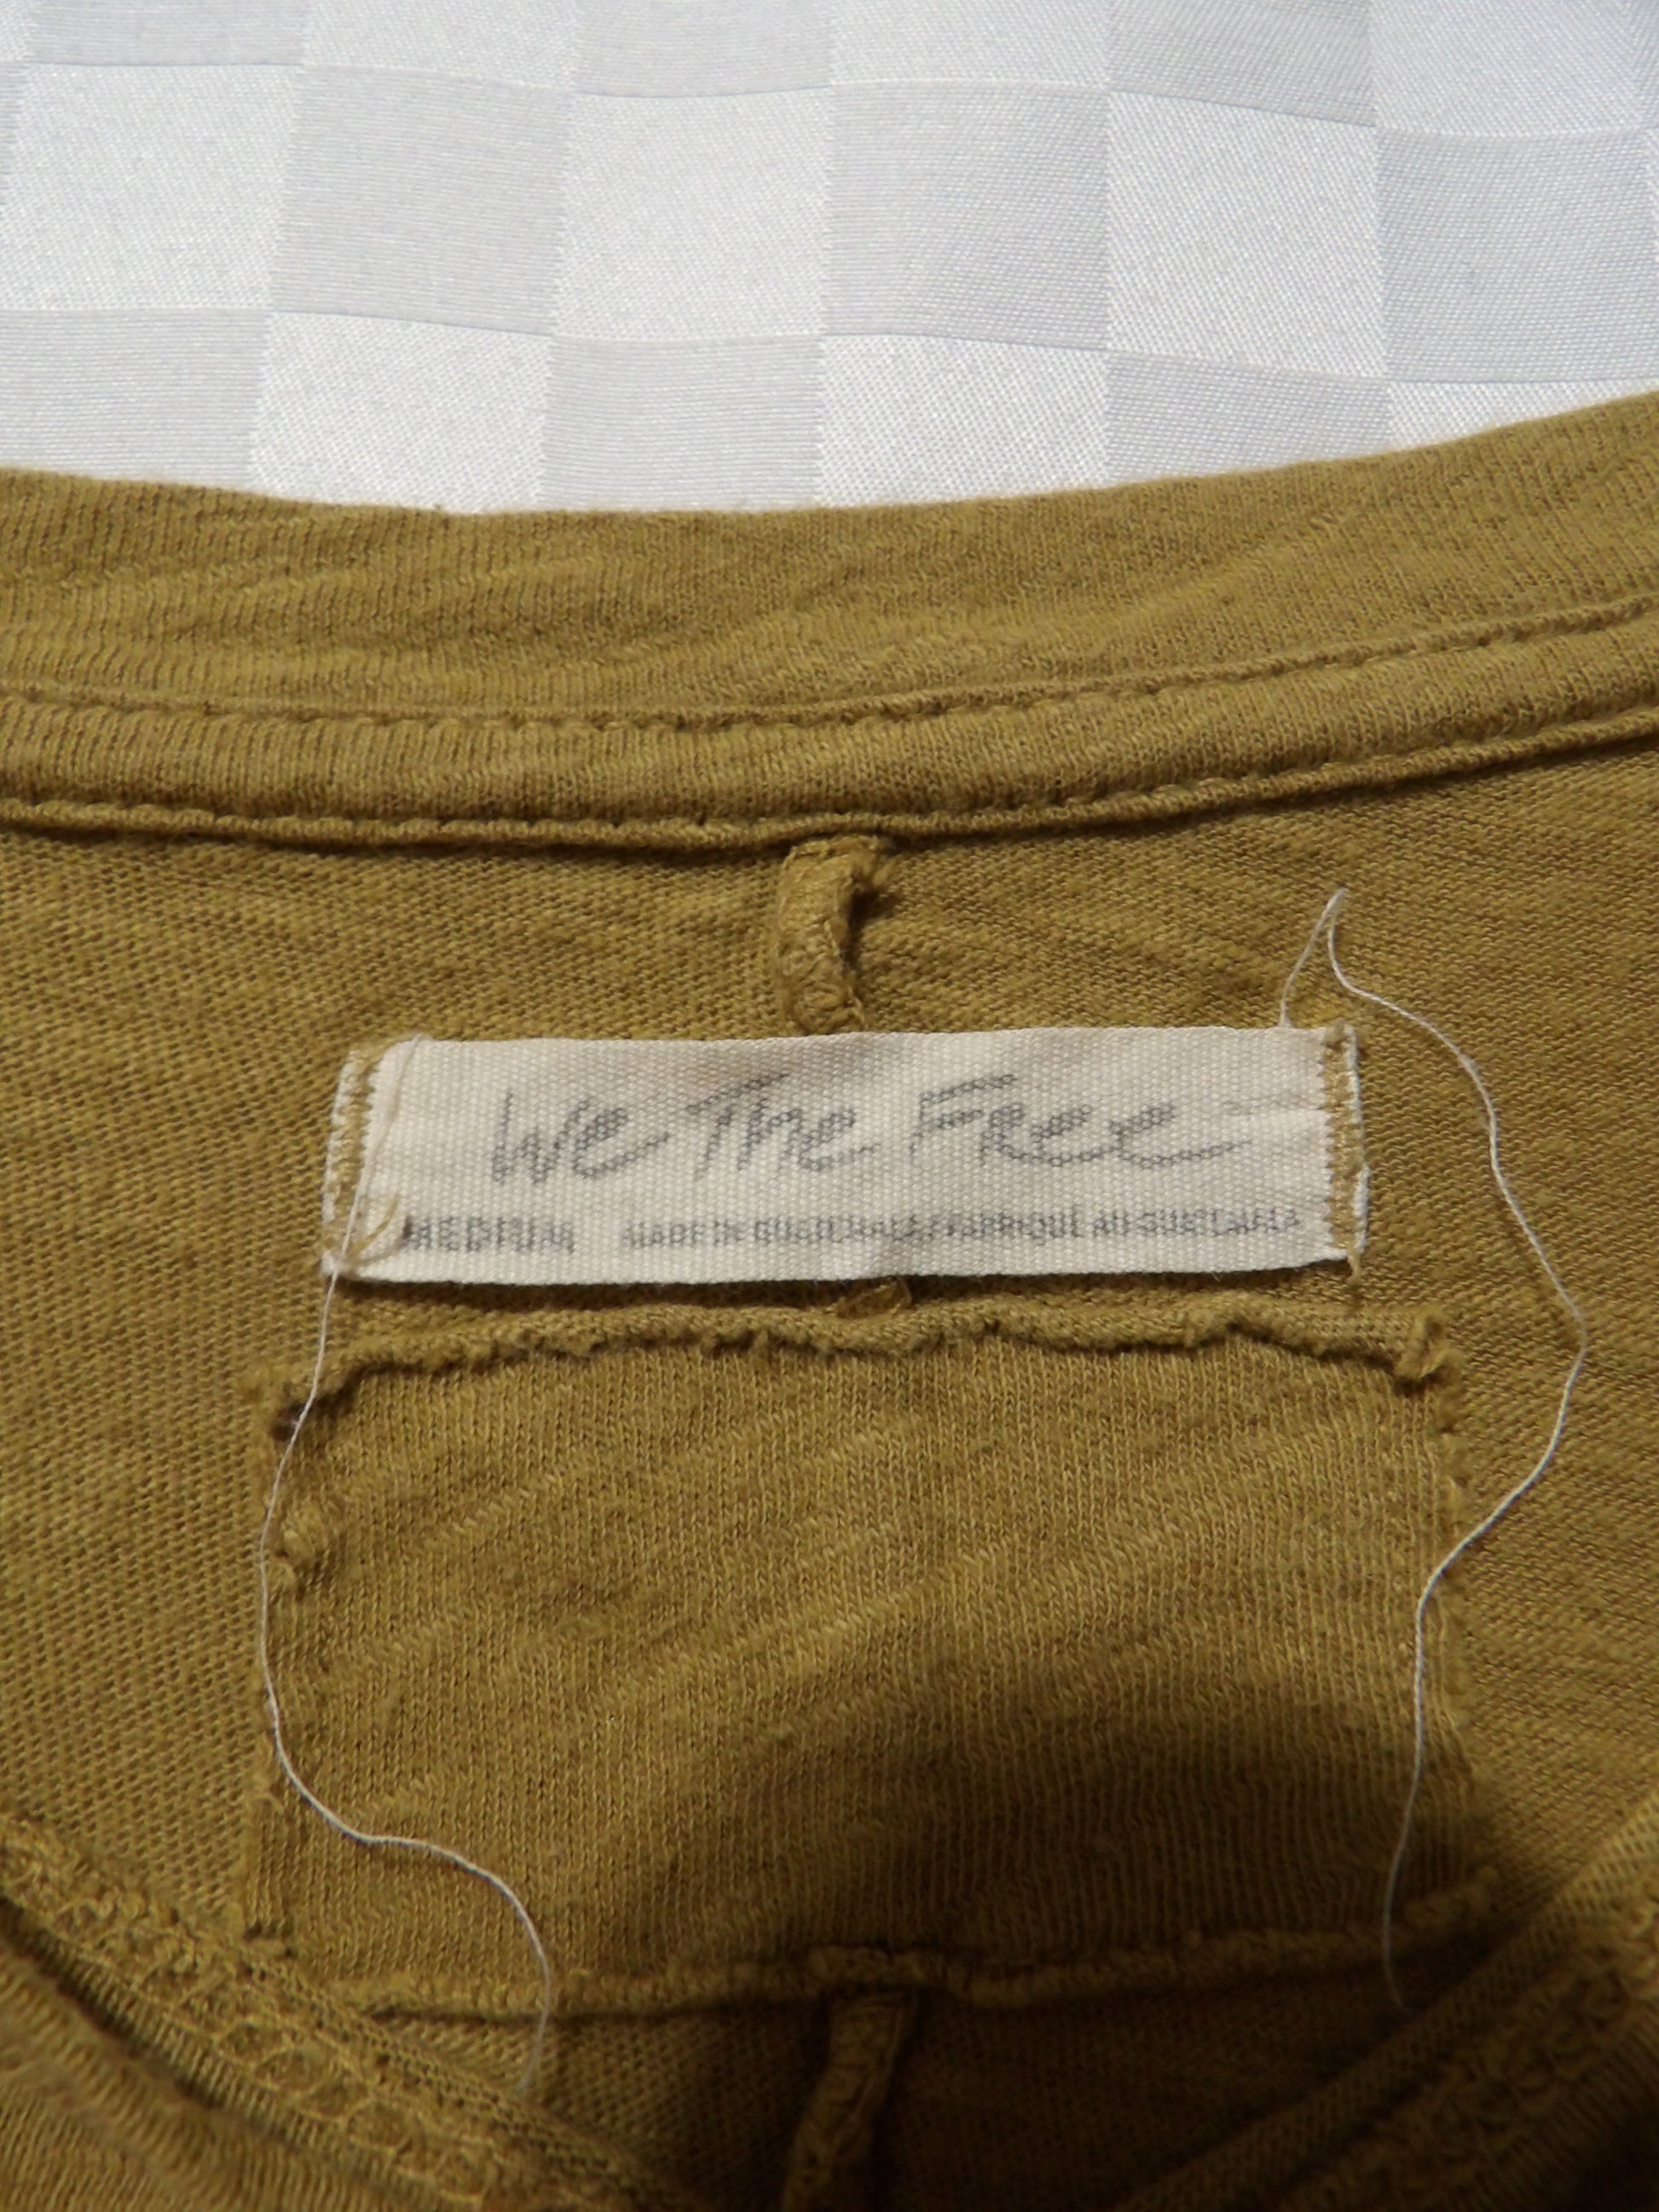 We The Free
MEDIUM MADE IN GUATEMALA / FABRIQUÉ AU GUATEMALA